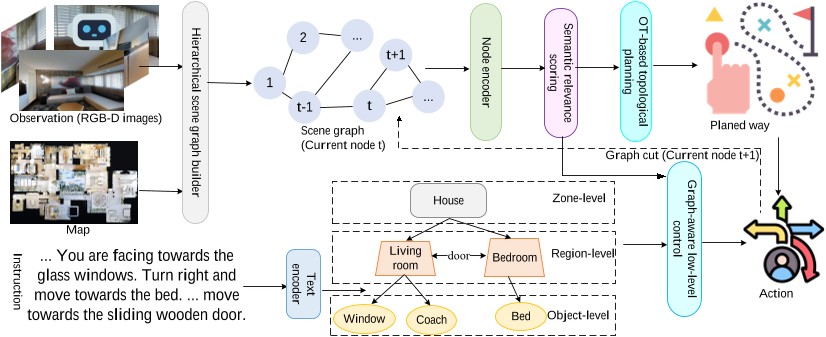 Observation (RGB-D images)
Map
Instruction
... You are facing towards the
glass windows. Turn right and
move towards the bed. ... move
towards the sliding wooden door.
Hierarchical scene graph builder
1
2
...
t-1
t
t+1
...
Scene graph
(Current node t)
Node encoder
Semantic relevance
scoring
OT-based topological
planning
Planed way
Graph cut (Current node t+1)
Text
encoder
House
Zone-level
Living
room
door
Bedroom
Region-level
Window
Coach
Bed
Object-level
Graph-aware low-level
control
Action